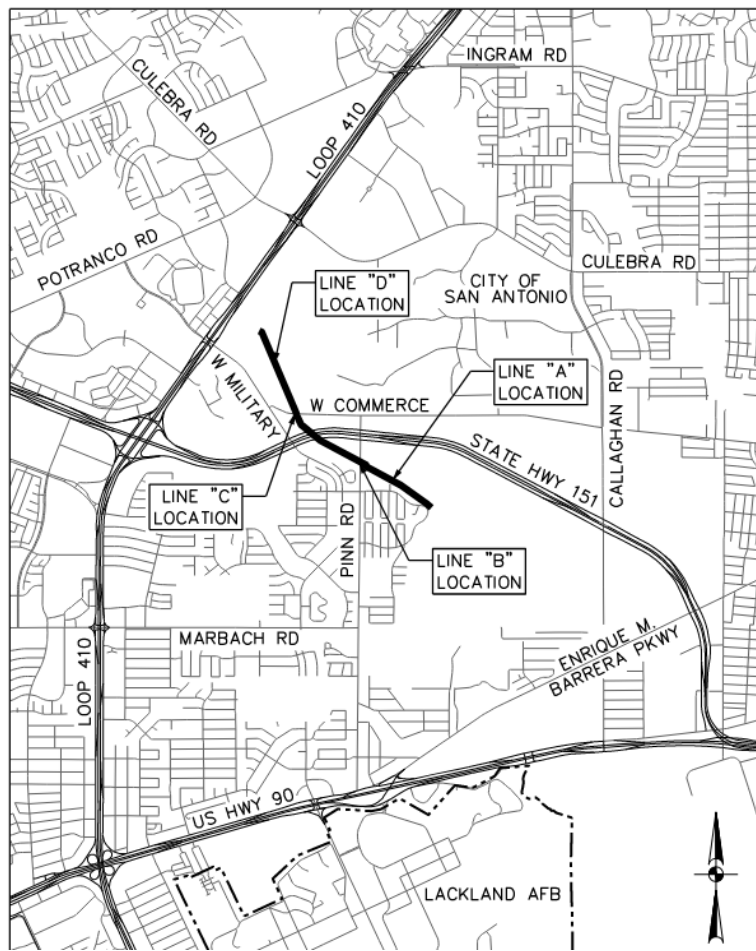 INGRAM RD
CULEBRA RD
LOOP 410
POTRANCO RD
CULEBRA RD
LINE "D"
LOCATION
CITY OF
SAN ANTONIO
W MILITARY
LINE "A"
LOCATION
W COMMERCE
CALLAGHAN RD
STATE HWY 151
LINE "C"
LOCATION
PINN RD
LINE "B"
LOCATION
MARBACH RD
ENRIQUE M.
BARRERA PKWY
LOOP 410
US HWY 90
LACKLAND AFB